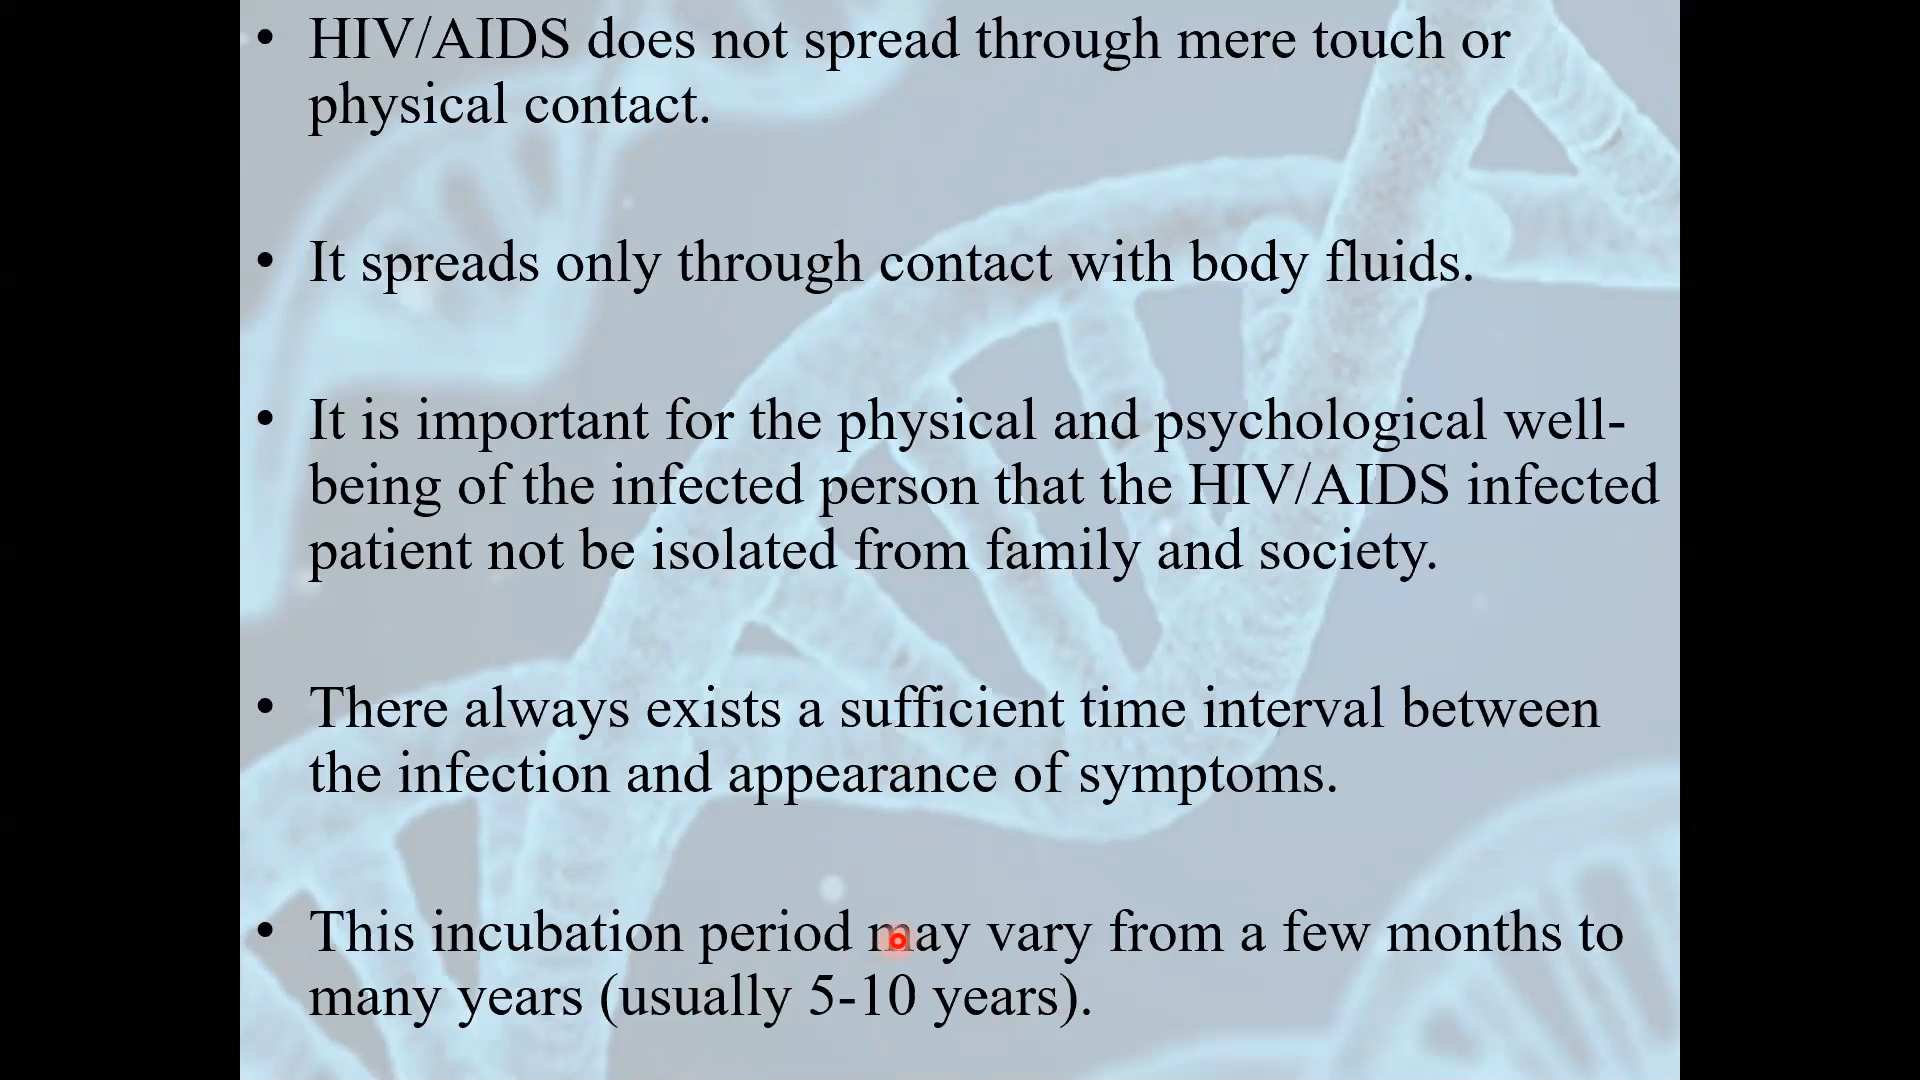 • HIV/AIDS does not spread through mere touch or
physical contact.
• It spreads only through contact with body fluids.
• It is important for the physical and psychological well-
being of the infected person that the HIV/AIDS infected
patient not be isolated from family and society.
• There always exists a sufficient time interval between
the infection and appearance of symptoms.
• This incubation period may vary from a few months to
many years (usually 5-10 years).